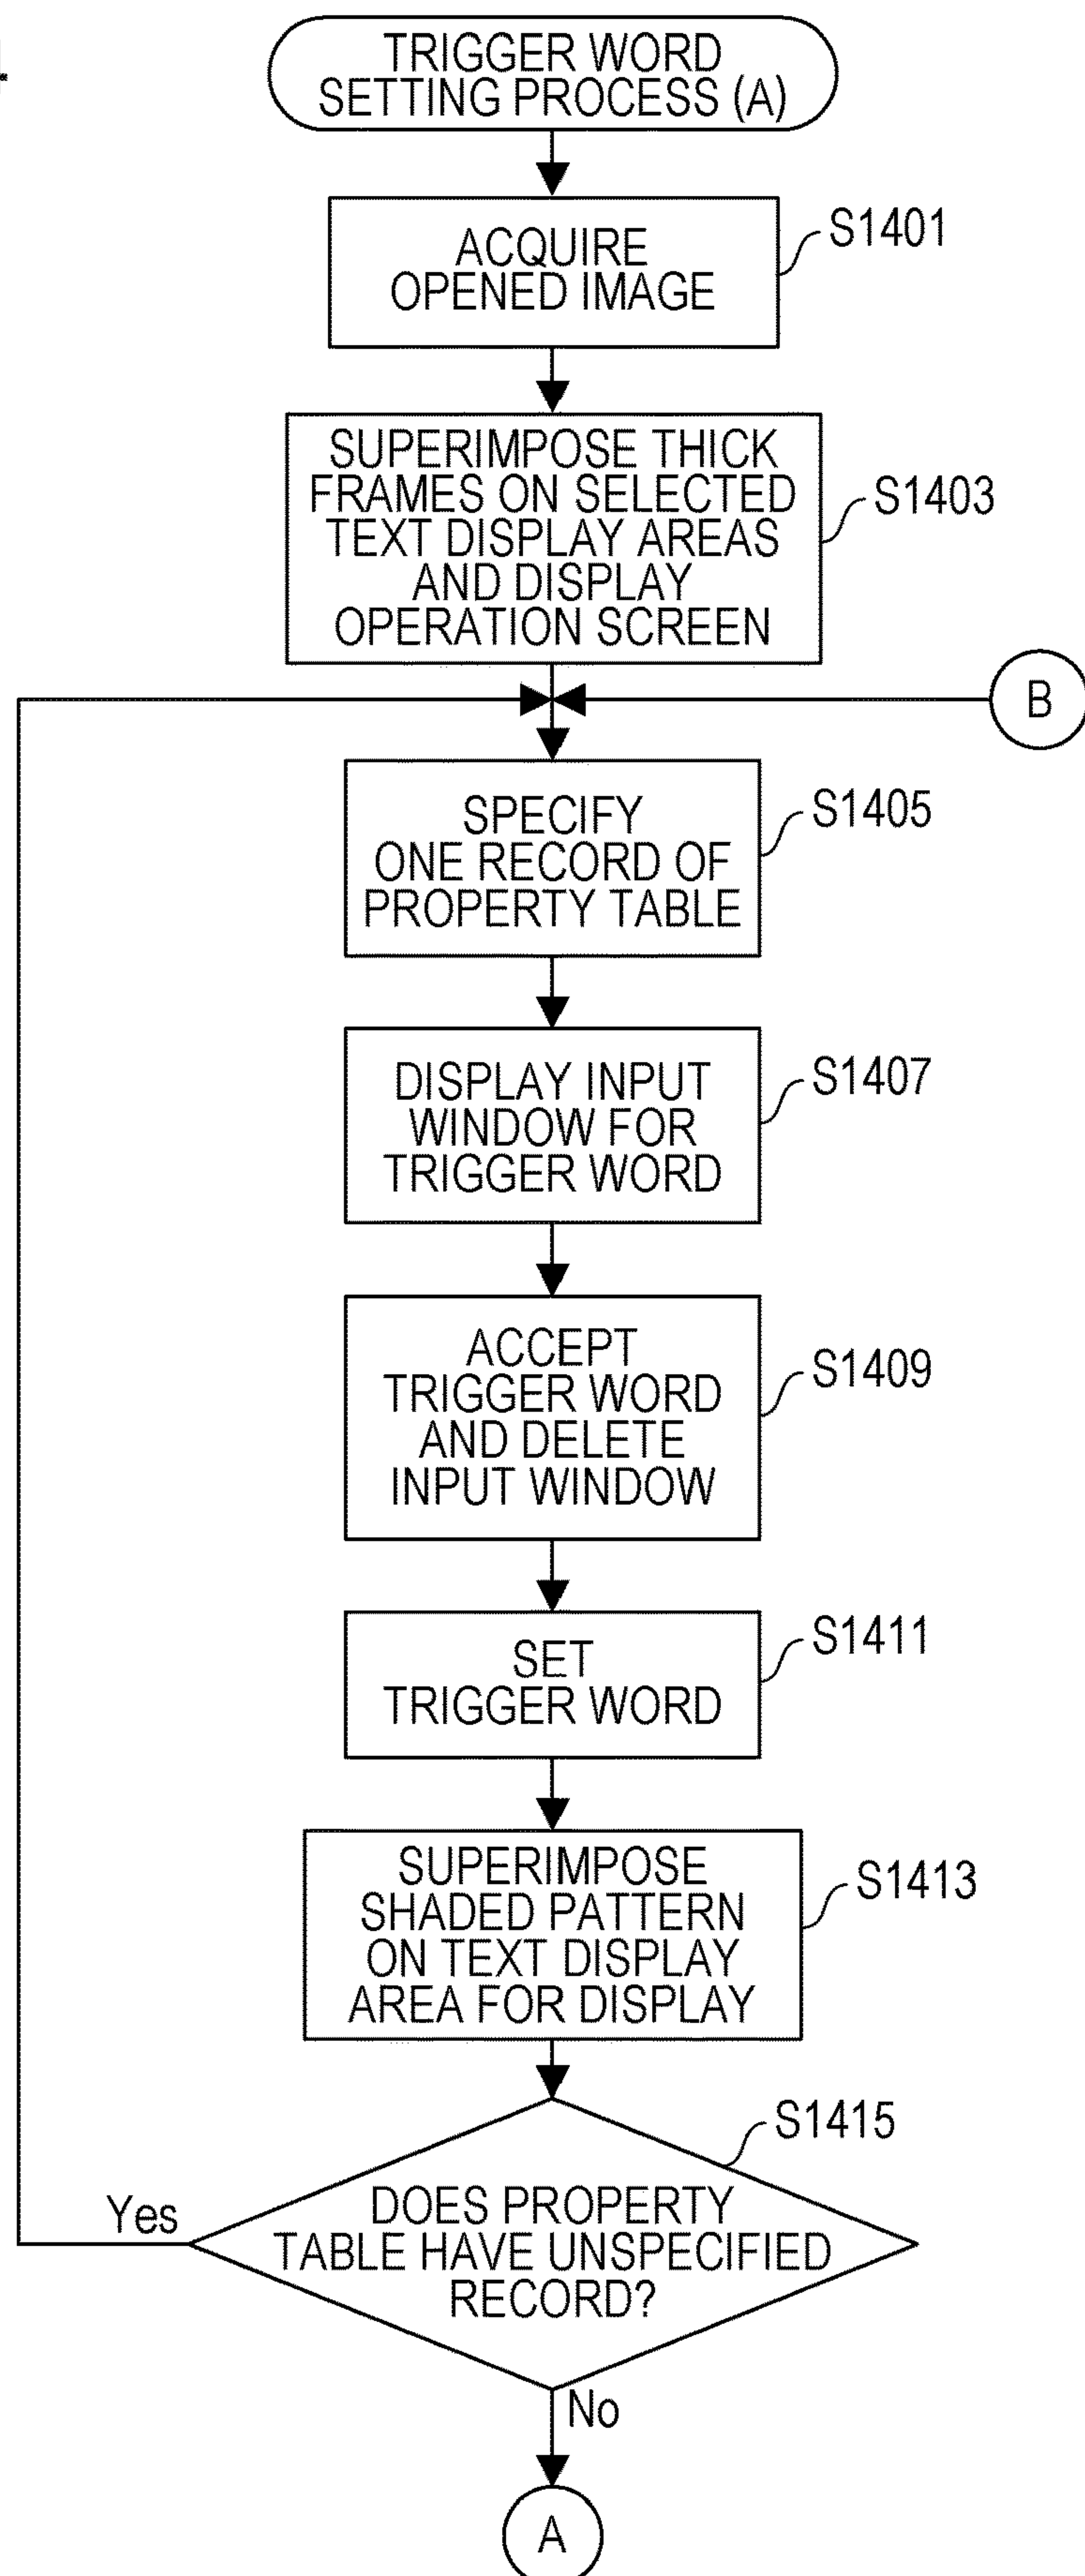 TRIGGER WORD
SETTING PROCESS (A)
ACQUIRE
OPENED IMAGE
S1401
SUPERIMPOSE THICK
FRAMES ON SELECTED
TEXT DISPLAY AREAS
AND DISPLAY
OPERATION SCREEN
S1403
B
SPECIFY
ONE RECORD OF
PROPERTY TABLE
S1405
DISPLAY INPUT
WINDOW FOR
TRIGGER WORD
S1407
ACCEPT
TRIGGER WORD
AND DELETE
INPUT WINDOW
S1409
SET
TRIGGER WORD
S1411
SUPERIMPOSE
SHADED PATTERN
ON TEXT DISPLAY
AREA FOR DISPLAY
S1413
DOES PROPERTY
TABLE HAVE UNSPECIFIED
RECORD?
S1415
Yes
No
A